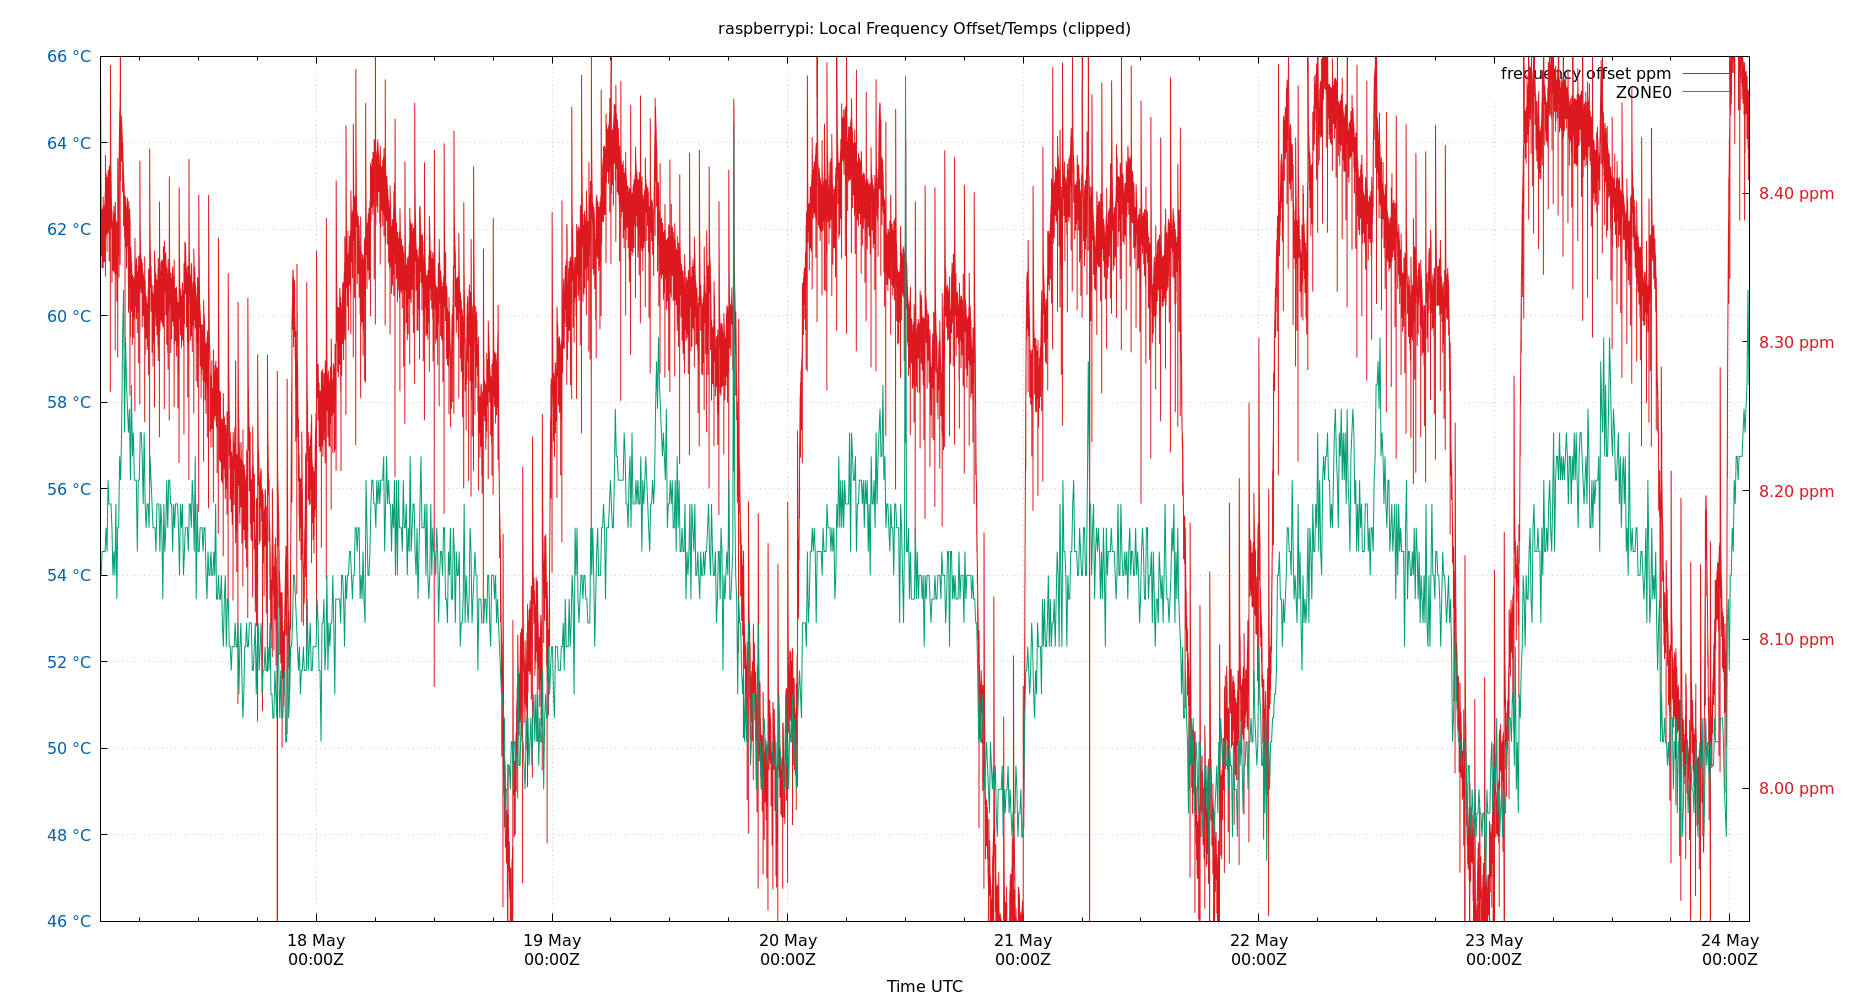 raspberrypi: Local Frequency Offset/Temps (clipped)
66 °C
64 °C
62 °C
60 °C
58 °C
56 °C
54 °C
52 °C
50 °C
48 °C
46 °C
frequency offset ppm
ZONE0
8.40 ppm
8.30 ppm
8.20 ppm
8.10 ppm
8.00 ppm
18 May
00:00Z
19 May
00:00Z
20 May
00:00Z
21 May
00:00Z
22 May
00:00Z
23 May
00:00Z
24 May
00:00Z
Time UTC